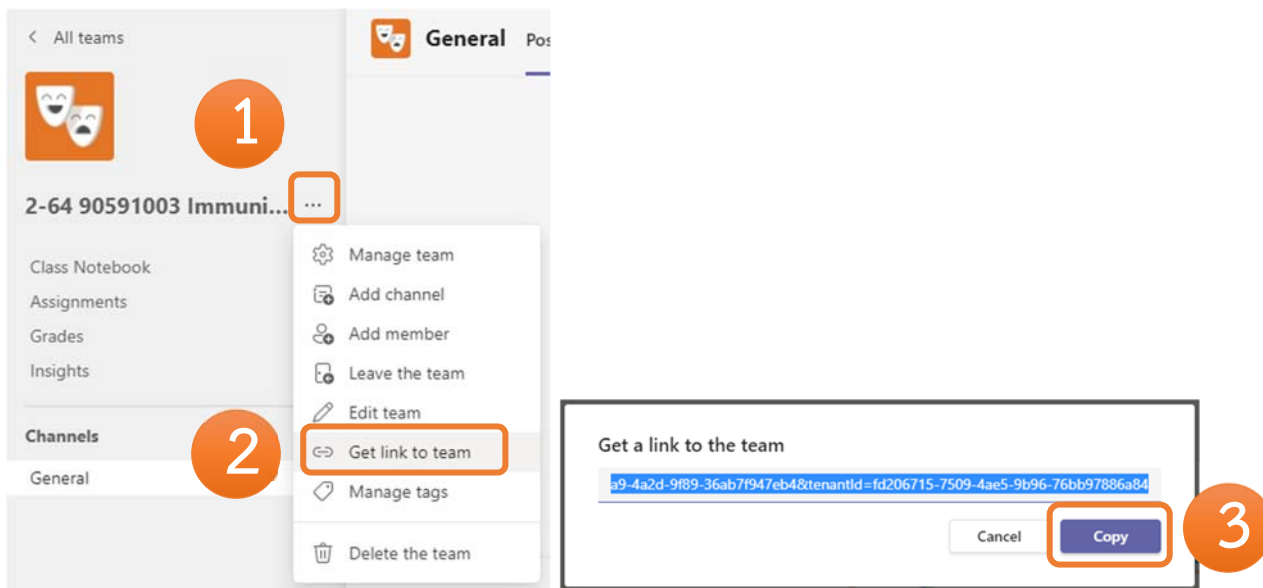 All teams
General Pos
1
2-64 90591003 Immuni... ...
Manage team
Class Notebook
Add channel
Assignments
Add member
Grades
Leave the team
Insights
Edit team
Channels
2
Get link to team
General
Manage tags
Delete the team
Get a link to the team
a9-4a2d-9f89-36ab7f947eb4&tenantId=fd206715-7509-4ae5-9b96-76bb97886a84
Cancel
Copy
3